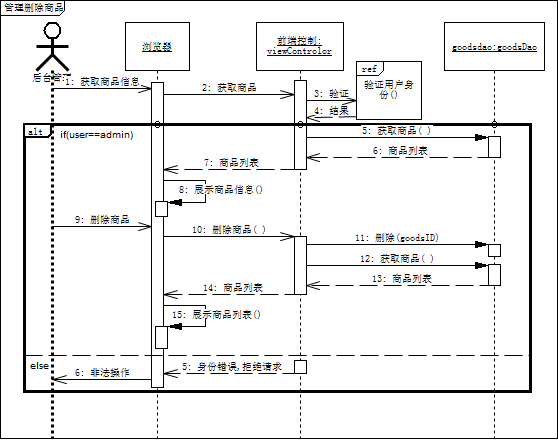 管理删除商品
浏览器
前端控制:
viewControlor
goodsdao:goodsDao
后台管
1: 获取商品信息
2: 获取商品
ref
验证用户身
份()
3: 验证
4: 结果
alt
if(user==admin)
5: 获取商品( )
6: 商品列表
7: 商品列表
8: 展示商品信息()
9: 删除商品
10: 删除商品( )
11: 删除(goodsID)
12: 获取商品( )
13: 商品列表
14: 商品列表
15: 展示商品列表()
else
5: 身份错误,拒绝请求
6: 非法操作